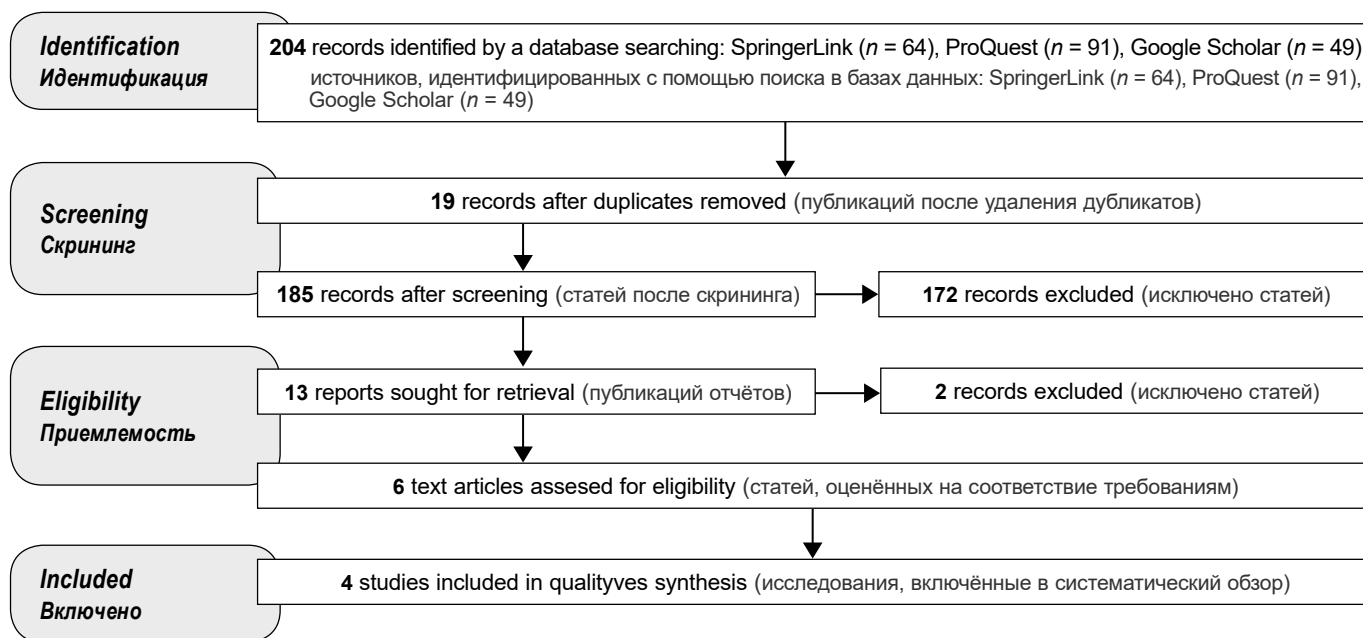 Identification
Идентификация
204 records identified by a database searching: SpringerLink (n = 64), ProQuest (n = 91), Google Scholar (n = 49)
источников, идентифицированных с помощью поиска в базах данных: SpringerLink (n = 64), ProQuest (n = 91),
Google Scholar (n = 49)
Screening
Скрининг
19 records after duplicates removed (публикаций после удаления дубликатов)
185 records after screening (статей после скрининга)
172 records excluded (исключено статей)
Eligibility
Приемлемость
13 reports sought for retrieval (публикаций отчётов)
2 records excluded (исключено статей)
6 text articles assesed for eligibility (статей, оценённых на соответствие требованиям)
Included
Включено
4 studies included in qualityves synthesis (исследования, включённые в систематический обзор)